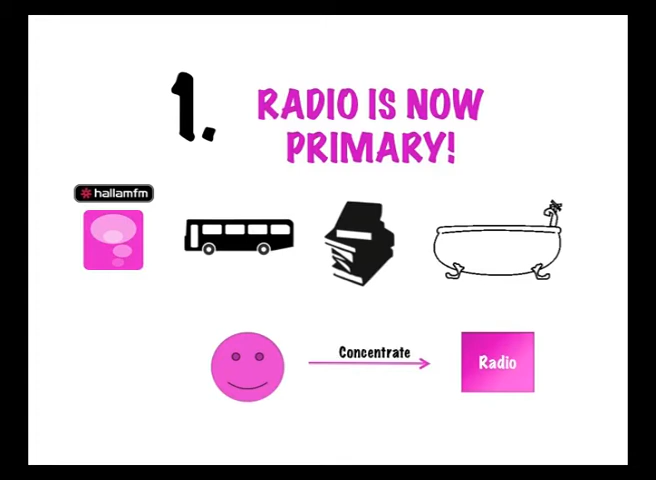 1.
RADIO IS NOW
PRIMARY!
hallamfm
Concentrate
Radio